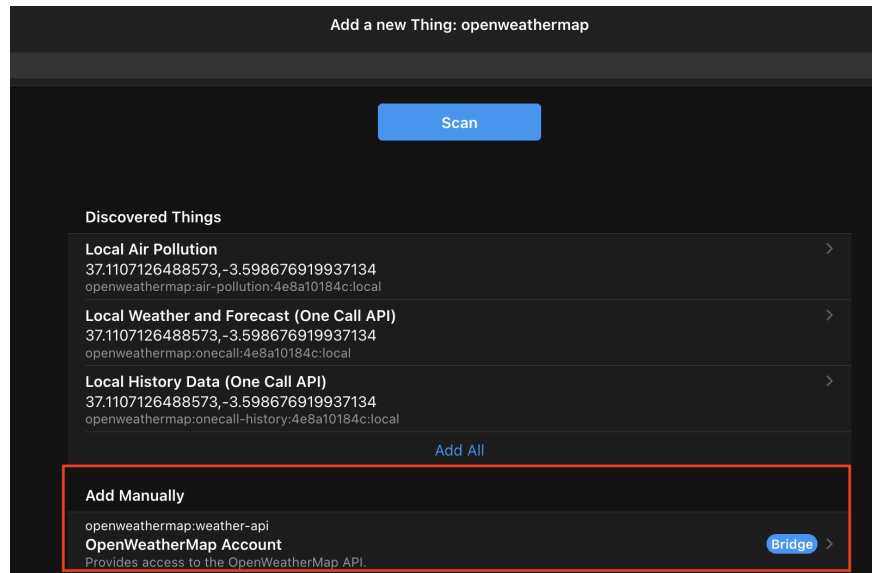 Add a new Thing: openweathermap
Scan
Discovered Things
Local Air Pollution
37.1107126488573,-3.598676919937134
openweathermap:air-pollution:4e8a10184c:local
Local Weather and Forecast (One Call API)
37.1107126488573,-3.598676919937134
openweathermap:onecall:4e8a10184c:local
Local History Data (One Call API)
37.1107126488573,-3.598676919937134
openweathermap:onecall-history:4e8a10184c:local
Add All
Add Manually
openweathermap:weather-api
OpenWeatherMap Account
Bridge
Provides access to the OpenWeatherMap API.